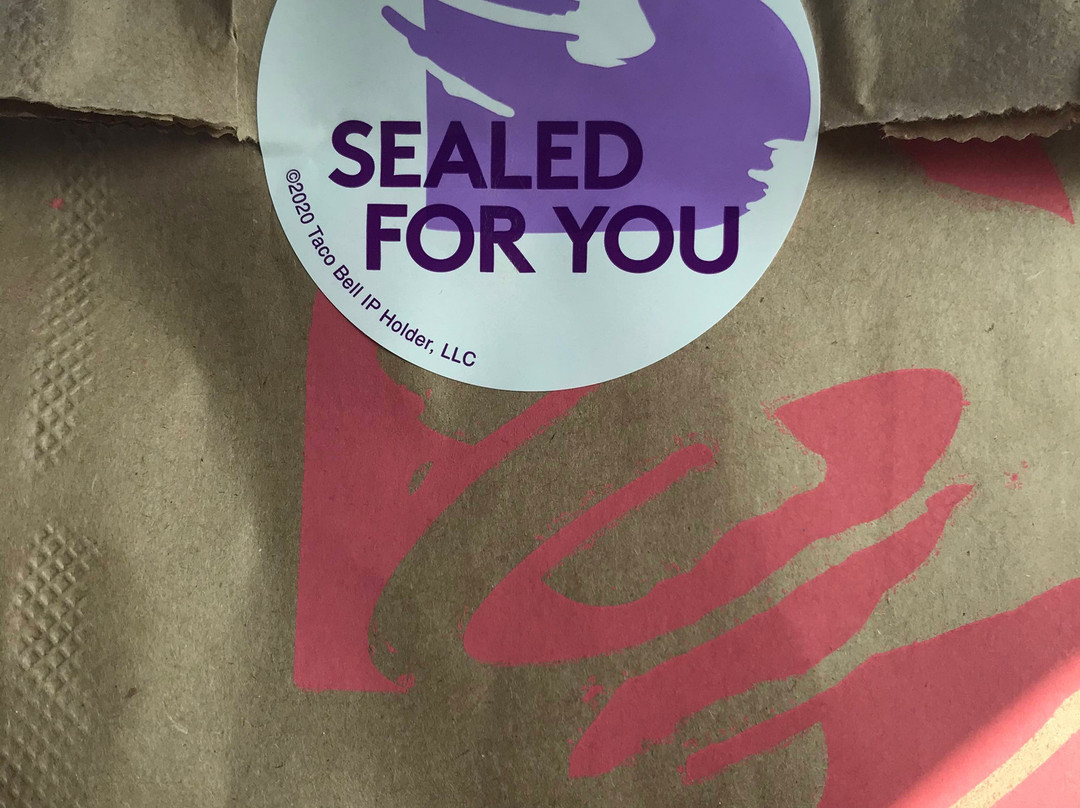 SEALED
FOR YOU
©2020 Taco Bell IP Holder, LLC